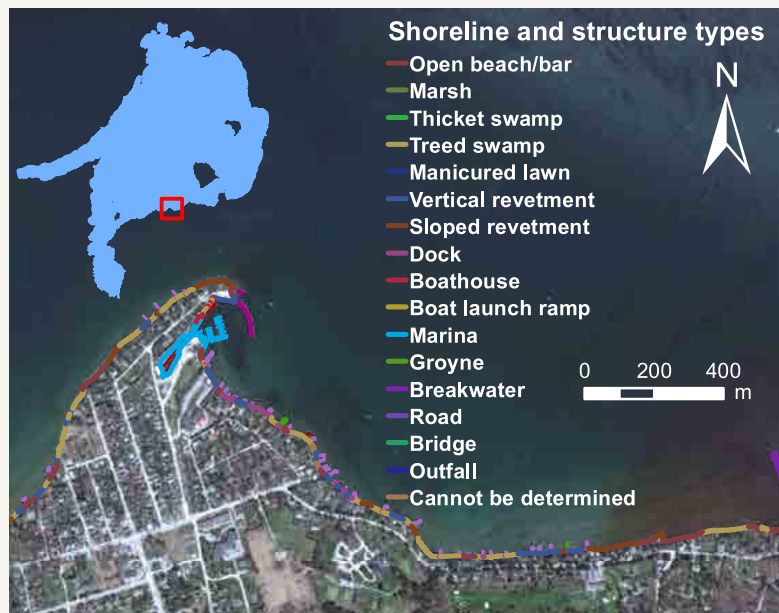 Shoreline and structure types
Open beach/bar
Marsh
Thicket swamp
Treed swamp
Manicured lawn
Vertical revetment
Sloped revetment
Dock
Boathouse
Boat launch ramp
Marina
Groyne
Breakwater
Road
Bridge
Outfall
Cannot be determined
N
0 200 400
m